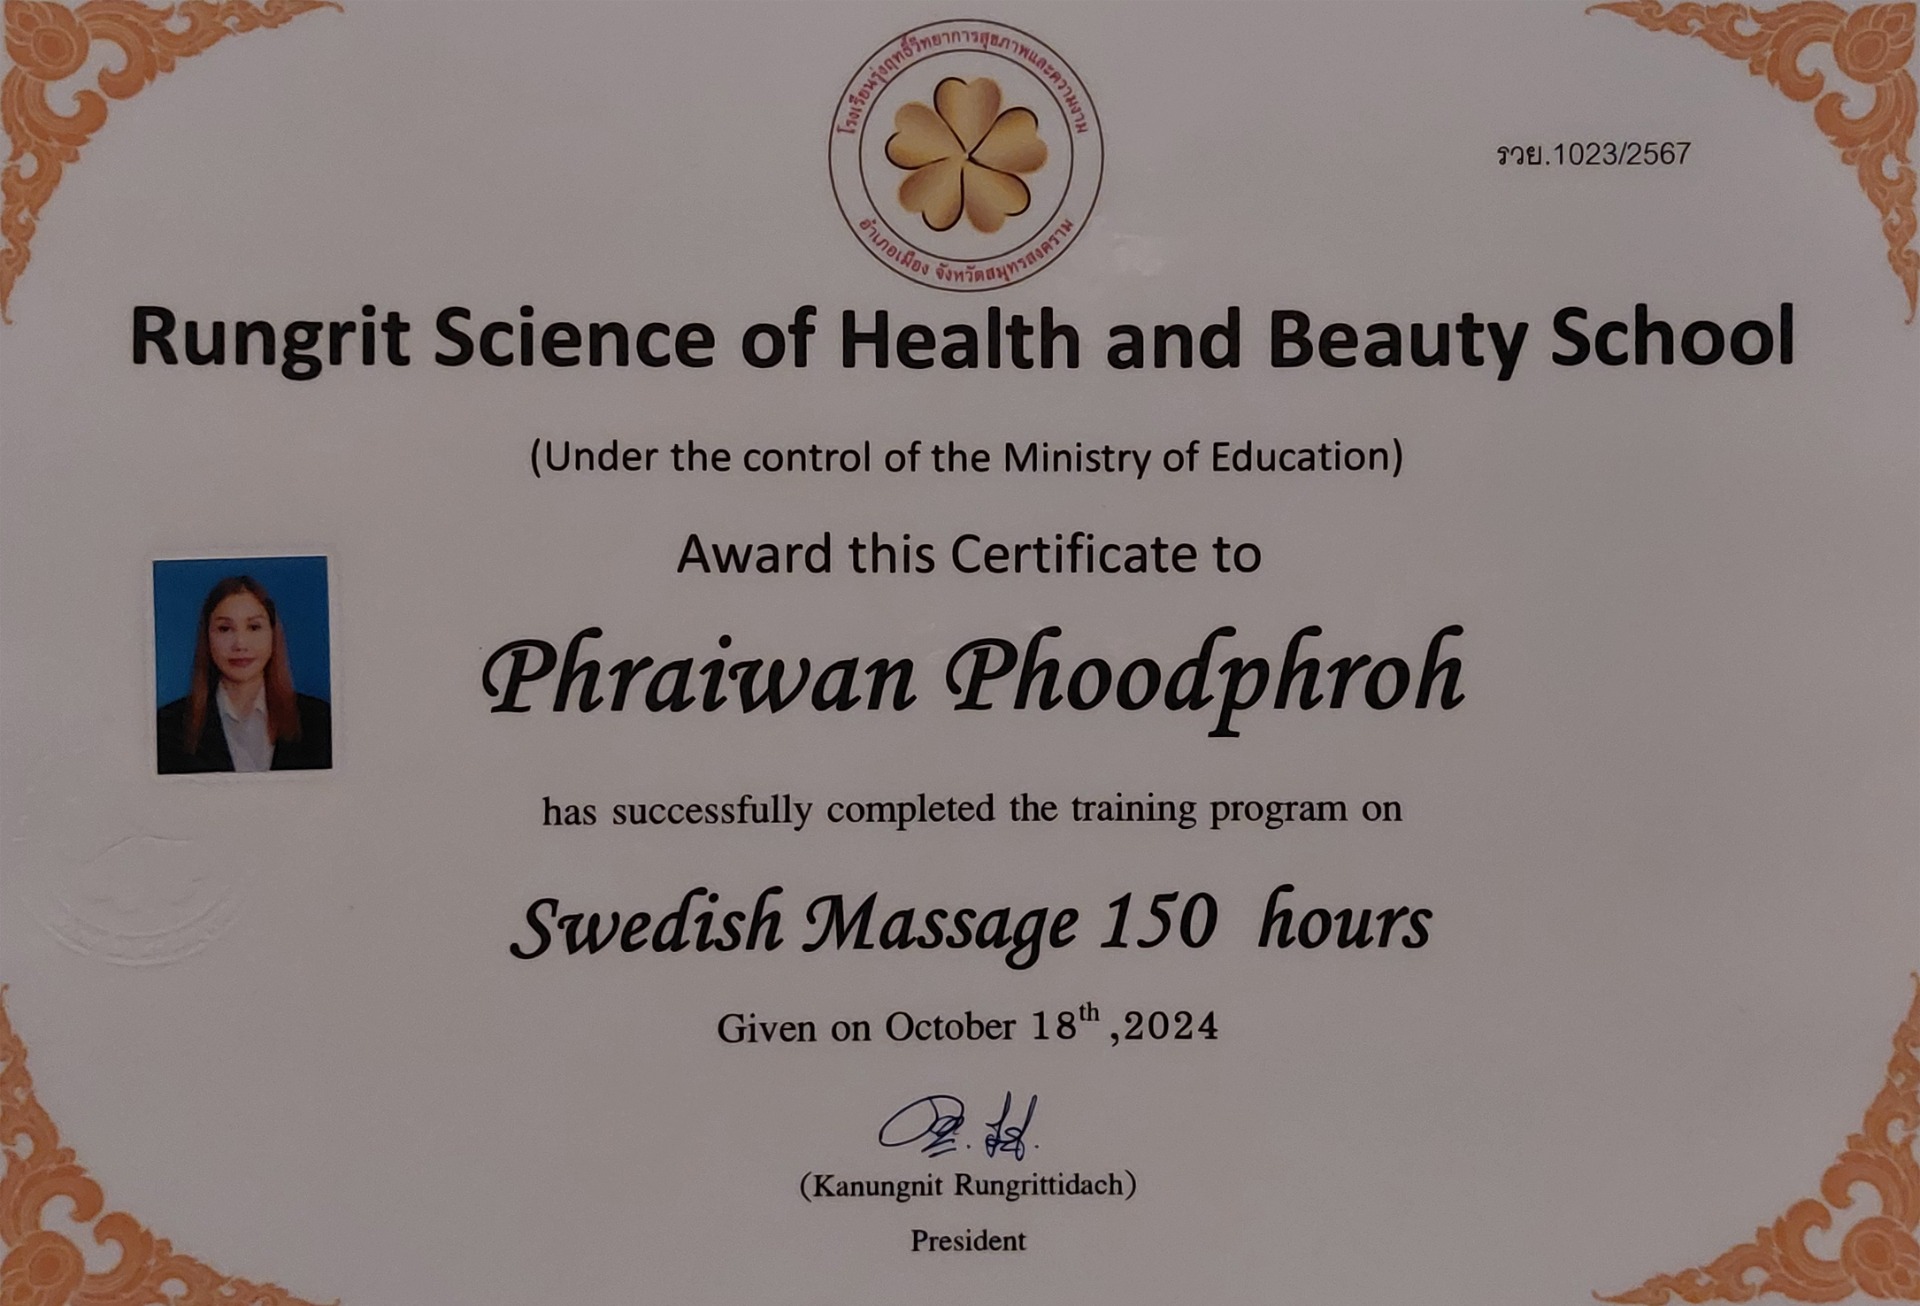 โรงเรียนรุ่งฤทธิ์วิทยาการสุขภาพและความงาม
อำเภอเมือง จังหวัดสมุทรสงคราม
รวย.1023/2567
Rungrit Science of Health and Beauty School
(Under the control of the Ministry of Education)
Award this Certificate to
Phraiwan Phoodphroh
has successfully completed the training program on
Swedish Massage 150 hours
Given on October 18th ,2024
(Kanungnit Rungrittidach)
President